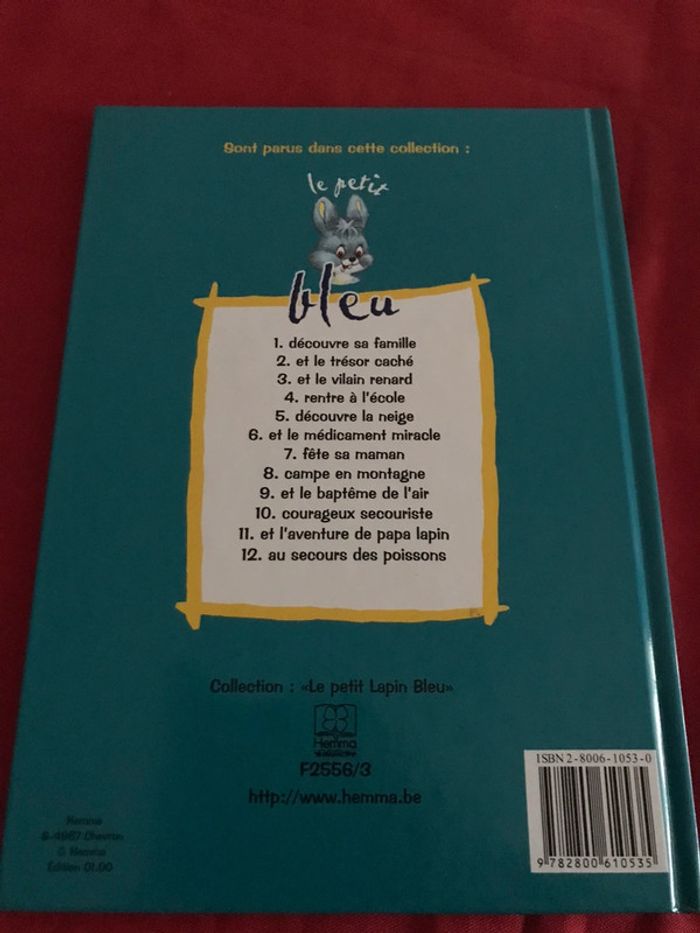 Sont parus dans cette collection :
le petit
bleu
1. découvre sa famille
2. et le trésor caché
3. et le vilain renard
4. rentre à l'école
5. découvre la neige
6. et le médicament miracle
7. fête sa maman
8. campe en montagne
9. et le baptême de l'air
10. courageux secouriste
11. et l'aventure de papa lapin
12. au secours des poissons
Collection : «Le petit Lapin Bleu»
Hemma
F2556/3
http://www.hemma.be
Hemma
B-4987 Chevron
© Hemma
Edition 01.00
ISBN 2-8006-1053-0
9 782800 610535